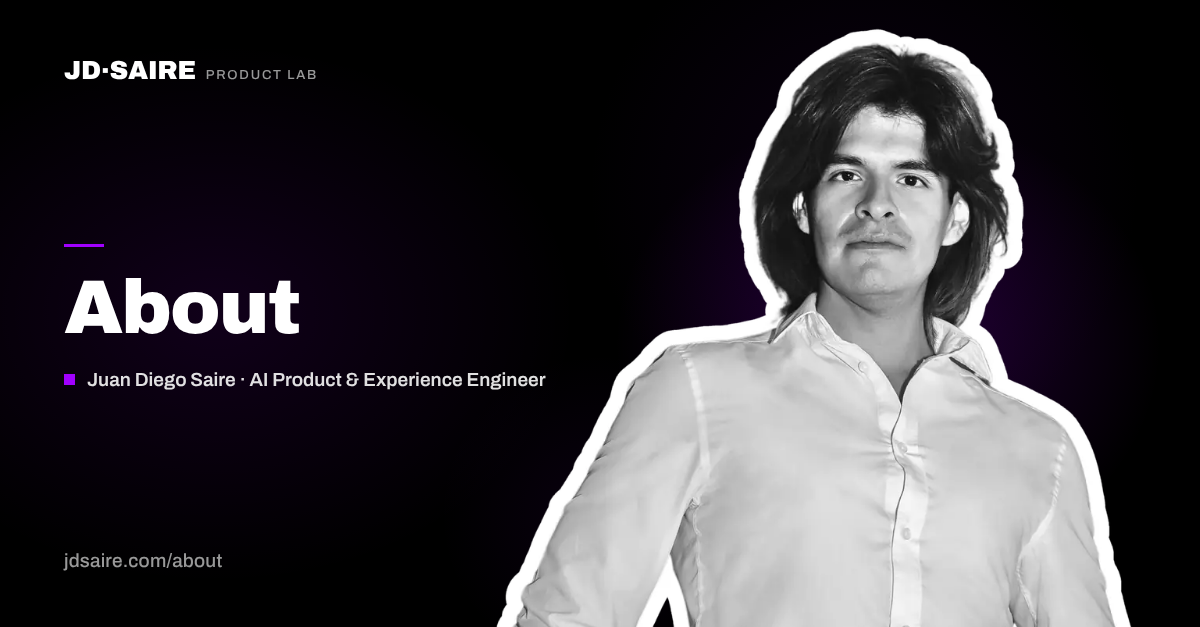 JD·SAIRE PRODUCT LAB
About
Juan Diego Saire · AI Product & Experience Engineer
jdsaire.com/about